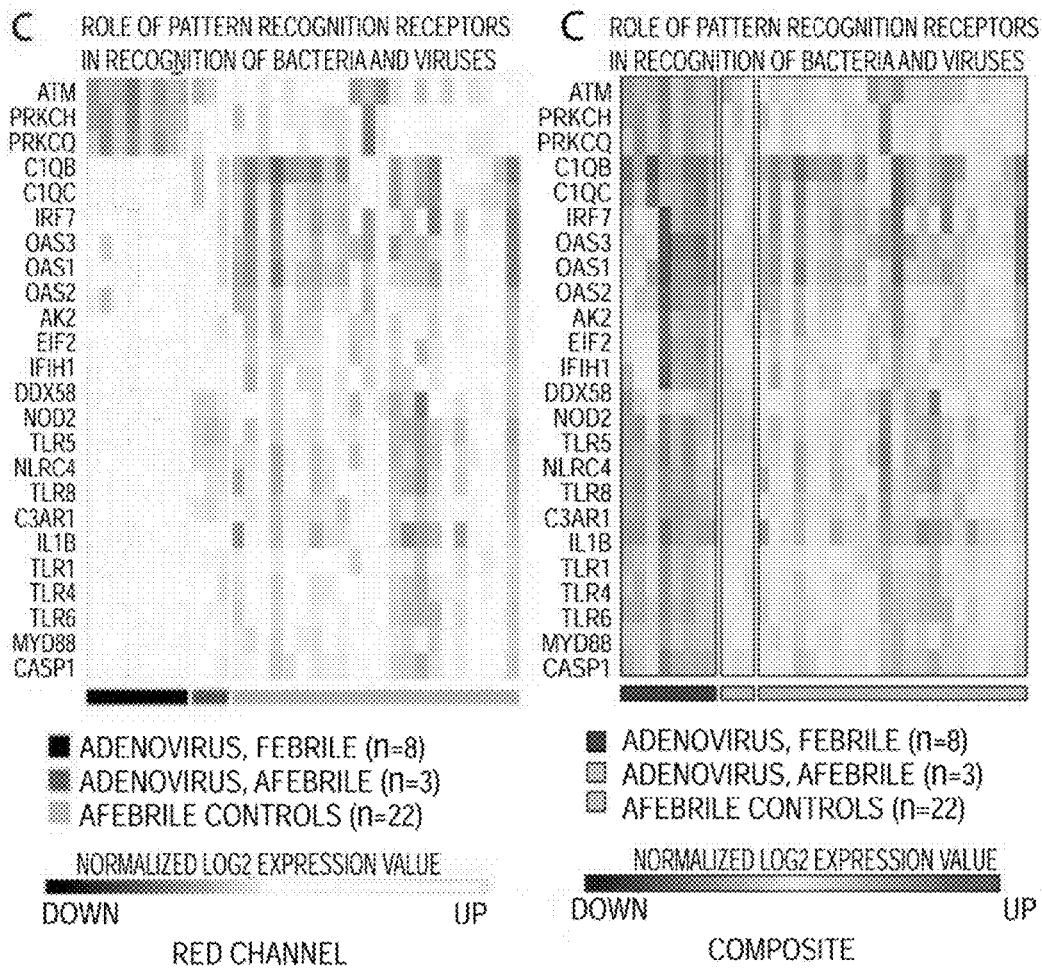 C ROLE OF PATTERN RECOGNITION RECEPTORS
IN RECOGNITION OF BACTERIA AND VIRUSES
ATM
PRKCH
PRKCQ
C1QB
C1QC
IRF7
OAS3
OAS1
OAS2
AK2
EIF2
IFIH1
DDX58
NOD2
TLR5
NLRC4
TLR8
C3AR1
IL1B
TLR1
TLR4
TLR6
MYD88
CASP1
ADENOVIRUS, FEBRILE (n=8)
ADENOVIRUS, AFEBRILE (n=3)
AFEBRILE CONTROLS (n=22)
NORMALIZED LOG2 EXPRESSION VALUE
DOWN UP
RED CHANNEL
C ROLE OF PATTERN RECOGNITION RECEPTORS
IN RECOGNITION OF BACTERIA AND VIRUSES
ATM
PRKCH
PRKCQ
C1QB
C1QC
IRF7
OAS3
OAS1
OAS2
AK2
EIF2
IFIH1
DDX58
NOD2
TLR5
NLRC4
TLR8
C3AR1
IL1B
TLR1
TLR4
TLR6
MYD88
CASP1
ADENOVIRUS, FEBRILE (n=8)
ADENOVIRUS, AFEBRILE (n=3)
AFEBRILE CONTROLS (n=22)
NORMALIZED LOG2 EXPRESSION VALUE
DOWN UP
COMPOSITE